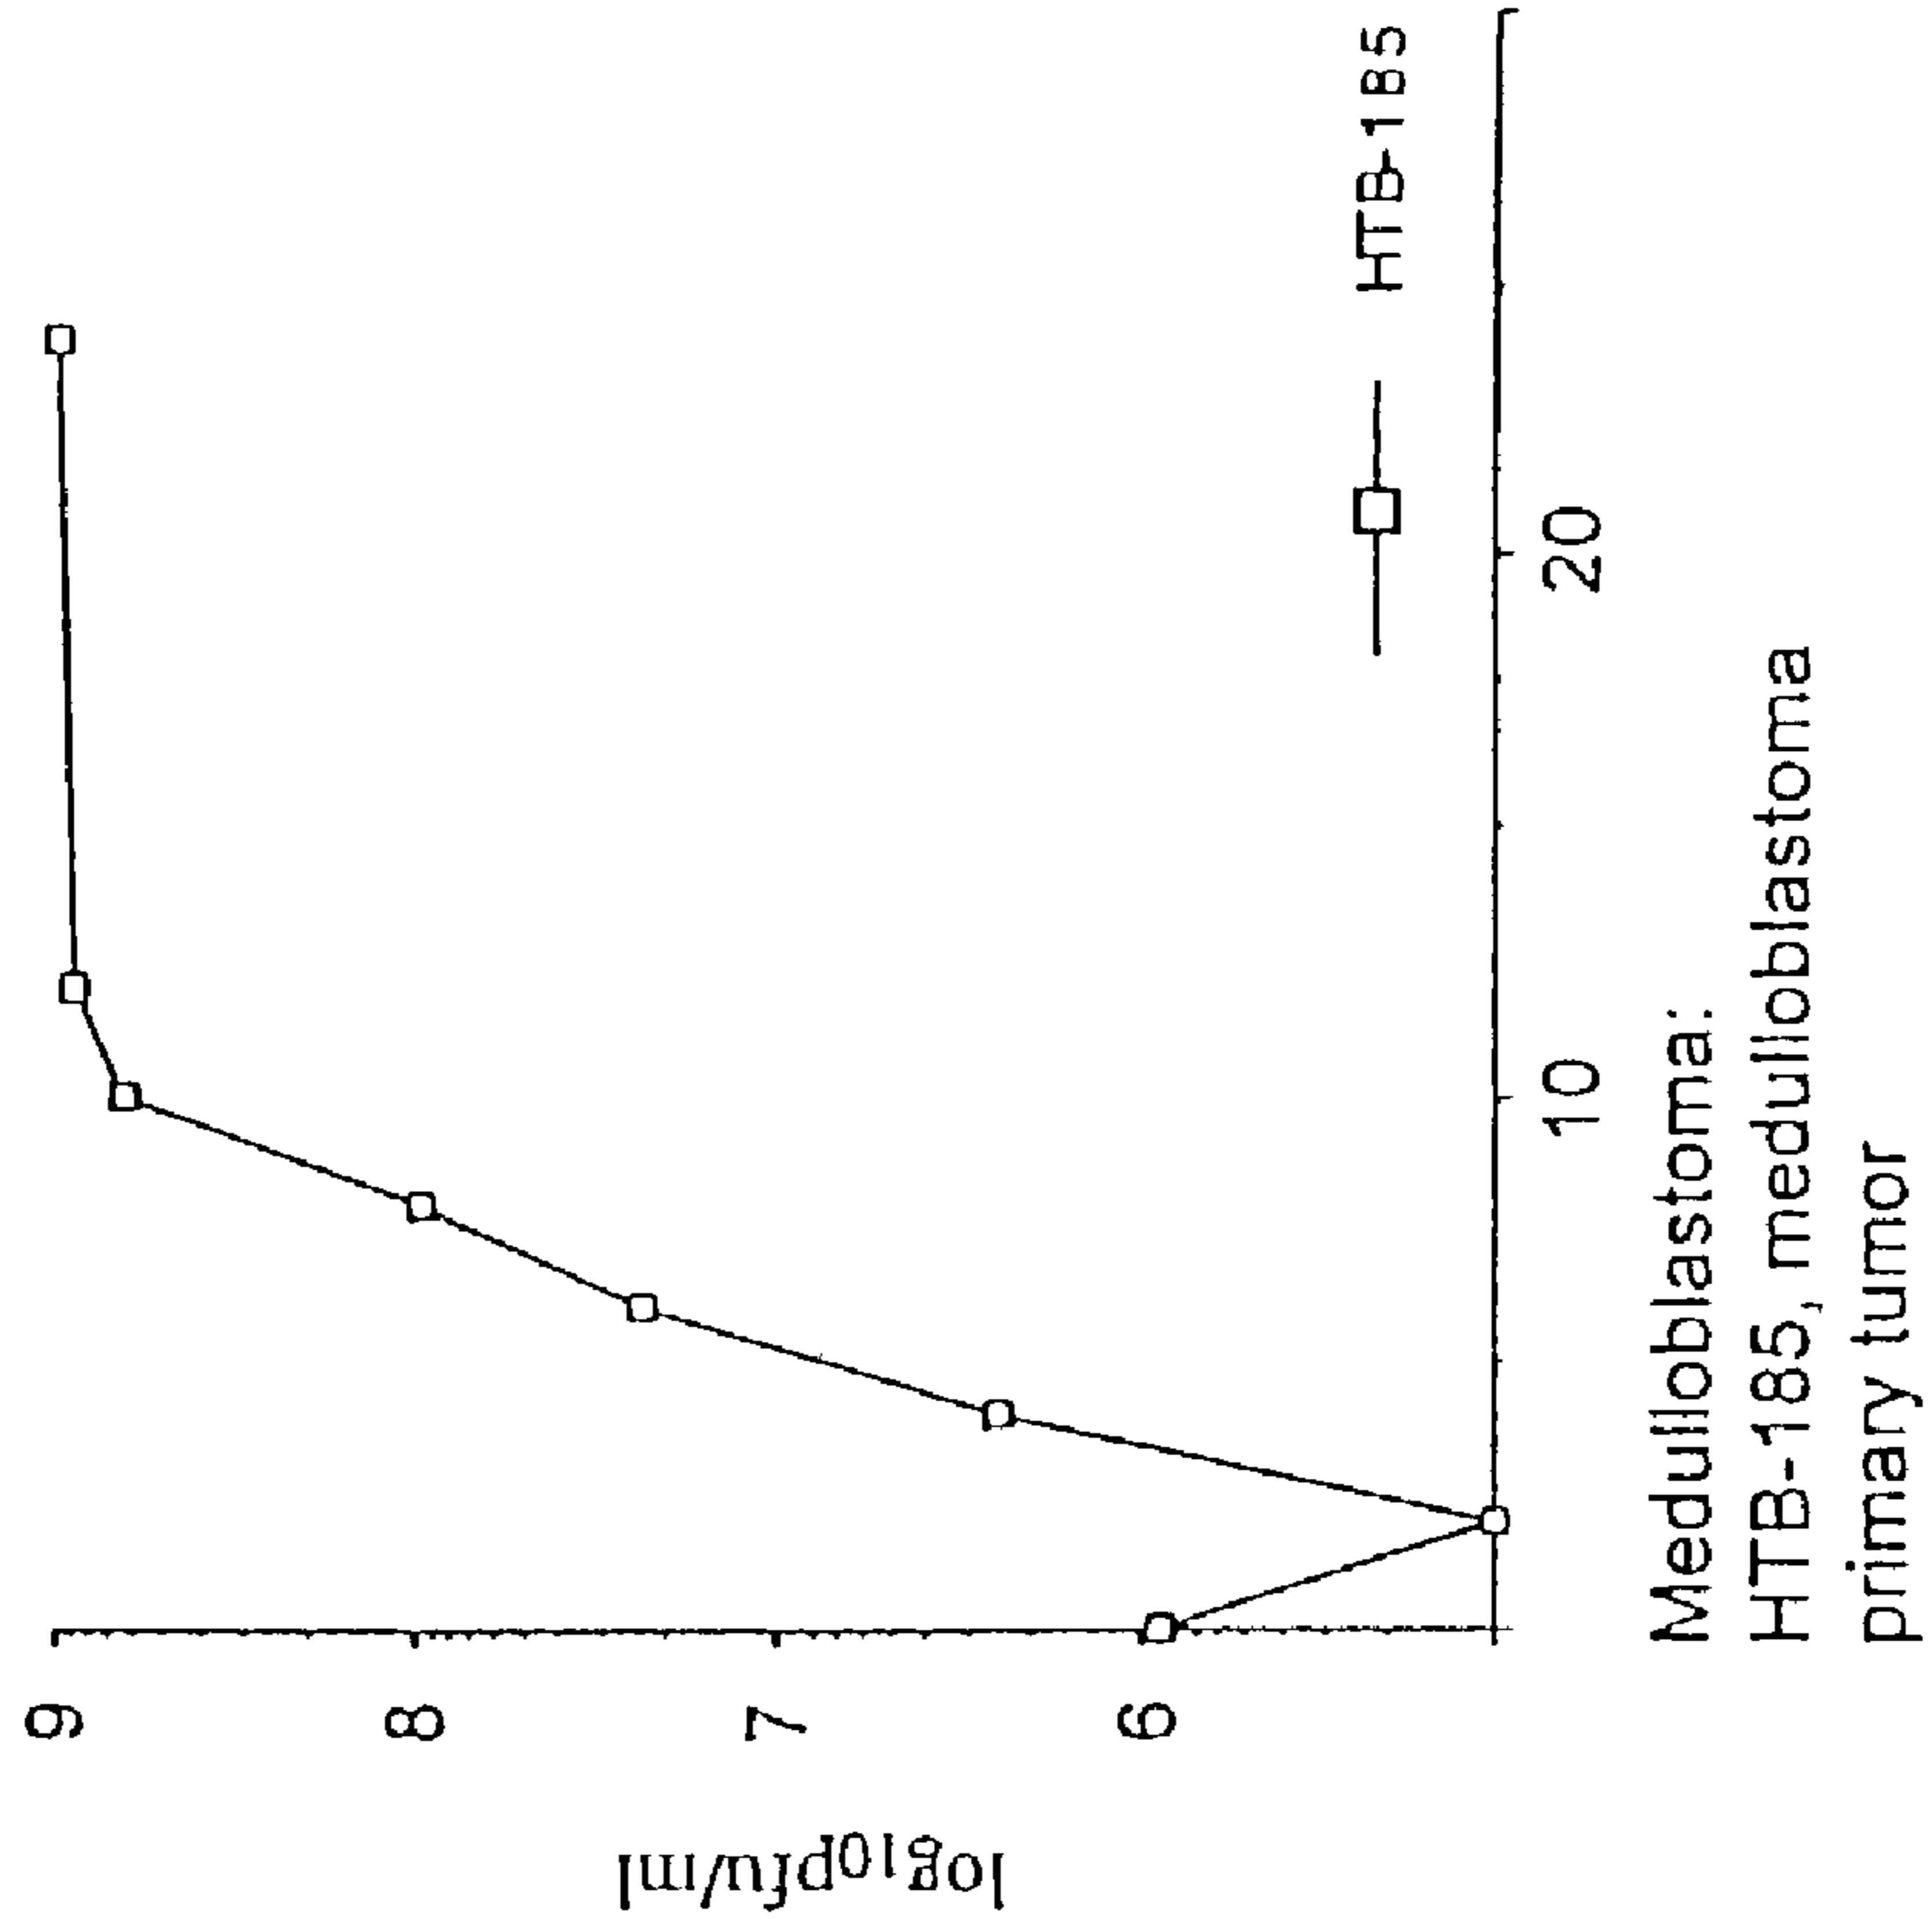 9
8
7
6
log10pfu/ml
HTB-185
10
20
Medulloblastoma:
HTB-185, medulloblastoma
primary tumor